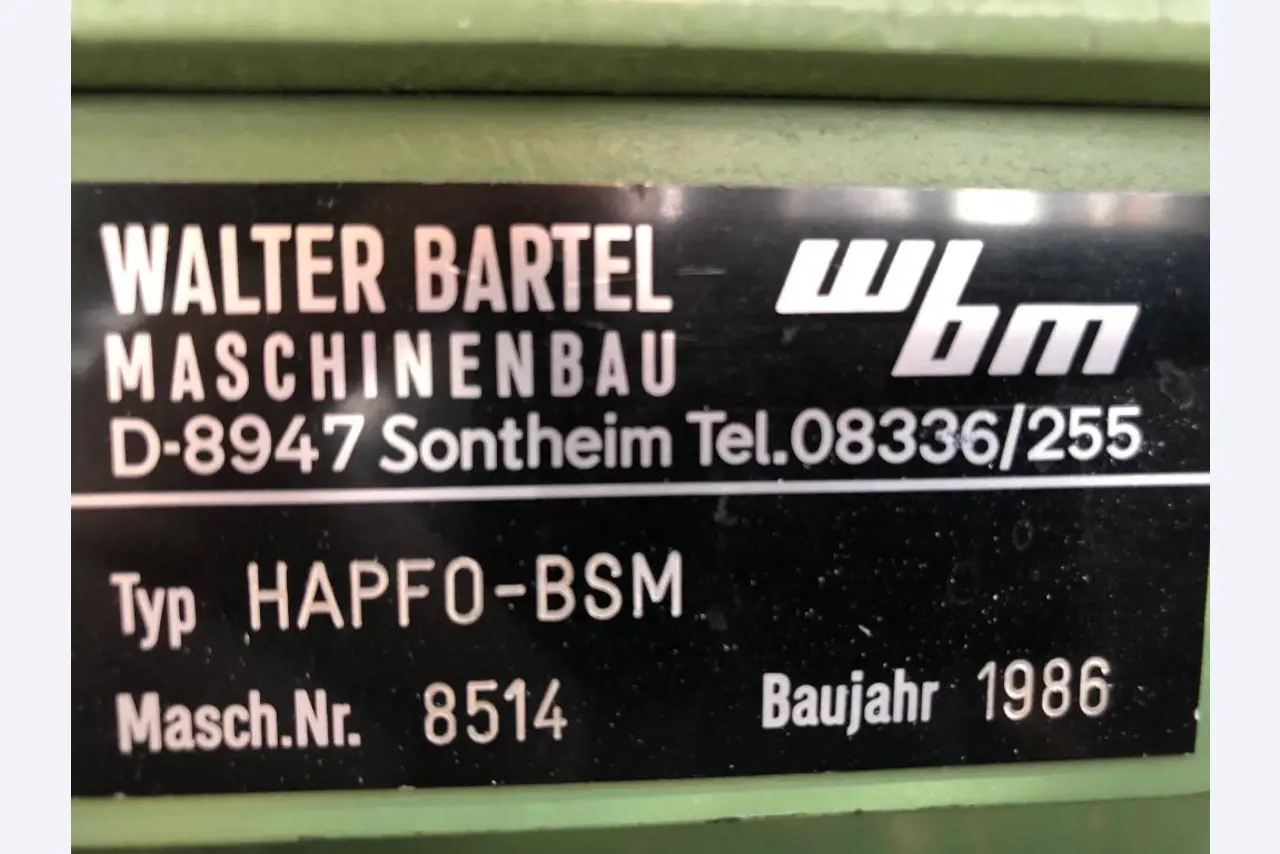 WALTER BARTEL
wbm
MASCHINENBAU
D-8947 Sontheim Tel.08336/255
Typ HAPFO-BSM
Masch.Nr. 8514 Baujahr 1986